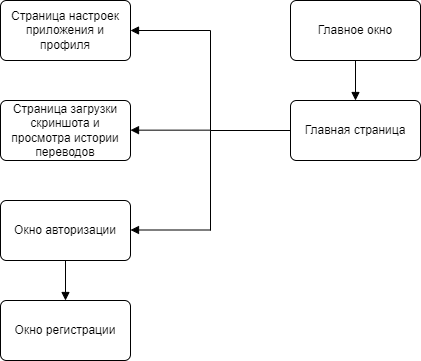 Страница настроек
приложения и
профиля
Главное окно
Страница загрузки
скриншота и
просмотра истории
переводов
Главная страница
Окно авторизации
Окно регистрации